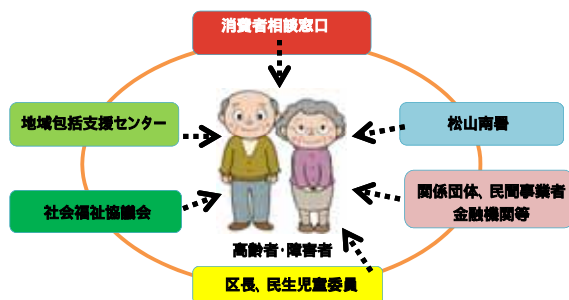 消費者相談窓口
地域包括支援センター
松山南署
社会福祉協議会
関係団体、民間事業者
金融機関等
高齢者・障害者
区長、民生児童委員